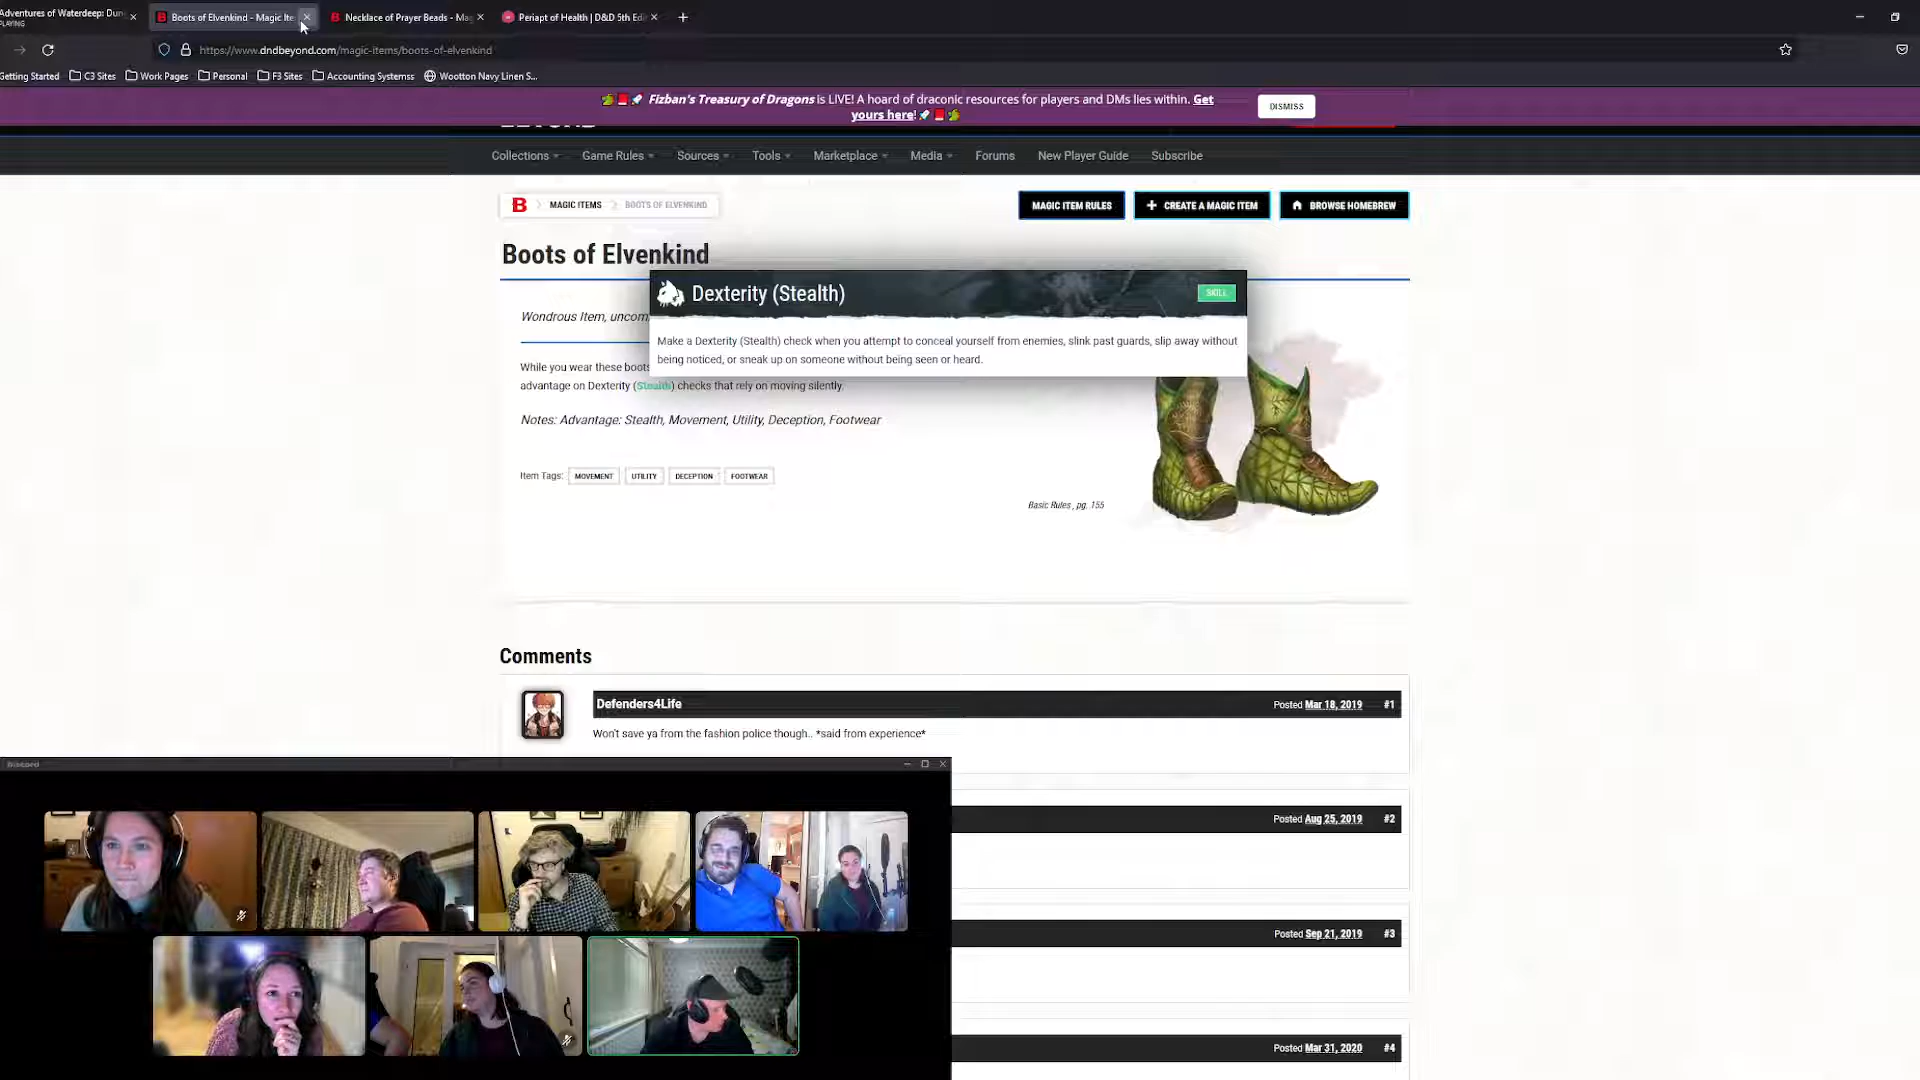 Adventures of Waterdeep: Dun
PLAYING
Boots of Elvenkind - Magic Ite
Necklace of Prayer Beads - Ma
Periapt of Health | D&D 5th Edi
https://www.dndbeyond.com/magic-items/boots-of-elvenkind
Getting Started
C3 Sites
Work Pages
Personal
F3 Sites
Accounting Systemss
Wootton Navy Linen S...
Fizban's Treasury of Dragons is LIVE! A hoard of draconic resources for players and DMs lies within. Get
yours here!
DISMISS
Collections
Game Rules
Sources
Tools
Marketplace
Media
Forums
New Player Guide
Subscribe
B
MAGIC ITEMS
BOOTS OF ELVENKIND
MAGIC ITEM RULES
CREATE A MAGIC ITEM
BROWSE HOMEBREW
Boots of Elvenkind
Dexterity (Stealth)
SKILL
Wondrous Item, uncom
Make a Dexterity (Stealth) check when you attempt to conceal yourself from enemies, slink past guards, slip away without
being noticed, or sneak up on someone without being seen or heard.
While you wear these boots
advantage on Dexterity (Stealth) checks that rely on moving silently.
Notes: Advantage: Stealth, Movement, Utility, Deception, Footwear
Item Tags:
MOVEMENT
UTILITY
DECEPTION
FOOTWEAR
Basic Rules , pg. 155
Comments
Defenders4Life
Posted Mar 18, 2019 #1
Won't save ya from the fashion police though.. *said from experience*
Posted Aug 25, 2019 #2
Posted Sep 21, 2019 #3
Posted Mar 31, 2020 #4